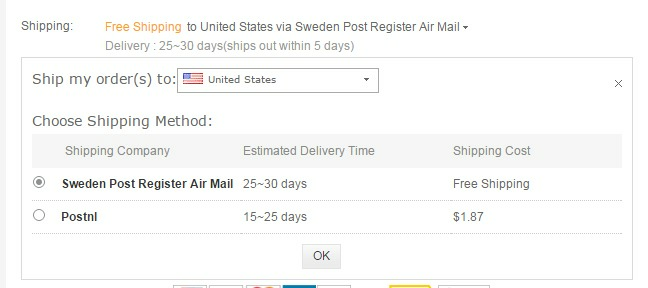 Shipping: Free Shipping to United States via Sweden Post Register Air Mail
Delivery : 25~30 days(ships out within 5 days)
Ship my order(s) to: United States
Choose Shipping Method:
Shipping Company Estimated Delivery Time Shipping Cost
Sweden Post Register Air Mail 25~30 days Free Shipping
Postnl 15~25 days $1.87
OK